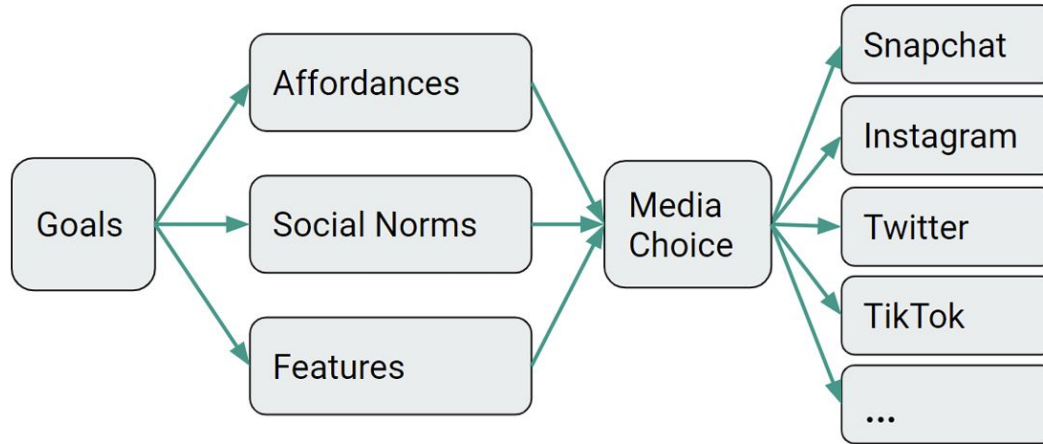 Goals
Affordances
Social Norms
Features
Media
Choice
Snapchat
Instagram
Twitter
TikTok
...